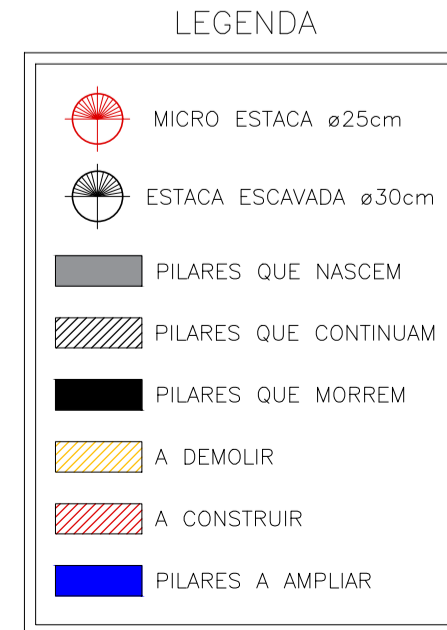 LEGENDA
MICRO ESTACA ø25cm
ESTACA ESCAVADA ø30cm
PILARES QUE NASCEM
PILARES QUE CONTINUAM
PILARES QUE MORREM
A DEMOLIR
A CONSTRUIR
PILARES A AMPLIAR